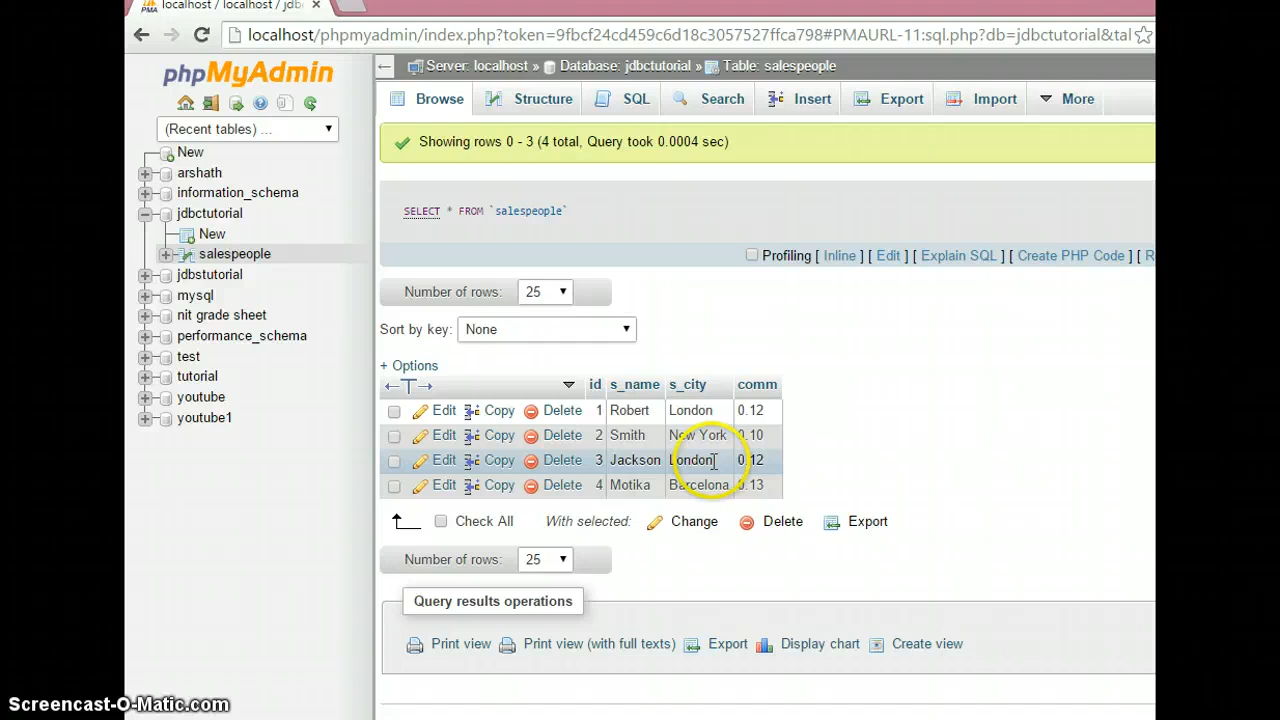 localhost / localhost / jdb
localhost/phpmyadmin/index.php?token=9fbcf24cd459c6d18c3057527ffca798#PMAURL-11:sql.php?db=jdbctutorial&tal
phpMyAdmin
(Recent tables) ...
New
arshath
information_schema
jdbctutorial
New
salespeople
jdbstutorial
mysql
nit grade sheet
performance_schema
test
tutorial
youtube
youtube1
Server: localhost » Database: jdbctutorial » Table: salespeople
Browse Structure SQL Search Insert Export Import More
Showing rows 0 - 3 (4 total, Query took 0.0004 sec)
SELECT * FROM `salespeople`
Profiling [ Inline ] [ Edit ] [ Explain SQL ] [ Create PHP Code ] [ R
Number of rows: 25
Sort by key: None
+ Options
←T→ id s_name s_city comm
Edit Copy Delete 1 Robert London 0.12
Edit Copy Delete 2 Smith New York 0.10
Edit Copy Delete 3 Jackson London 0.12
Edit Copy Delete 4 Motika Barcelona 0.13
Check All With selected: Change Delete Export
Number of rows: 25
Query results operations
Print view Print view (with full texts) Export Display chart Create view
Screencast-O-Matic.com